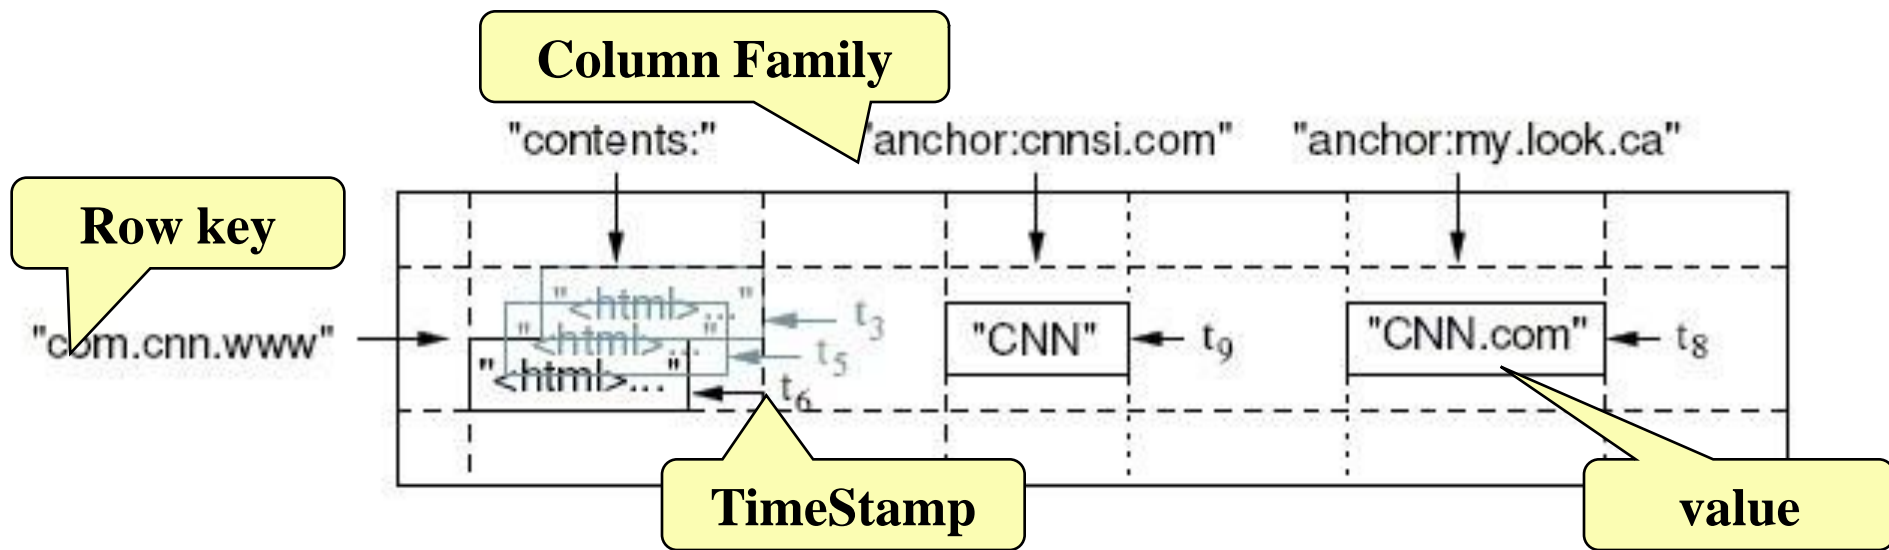 Column Family
"contents:" "anchor:cnnsi.com" "anchor:my.look.ca"
Row key
"<html>..." t3
"com.cnn.www" "<html>..." t5 "CNN" t9 "CNN.com" t8
"<html>..." t6
TimeStamp value